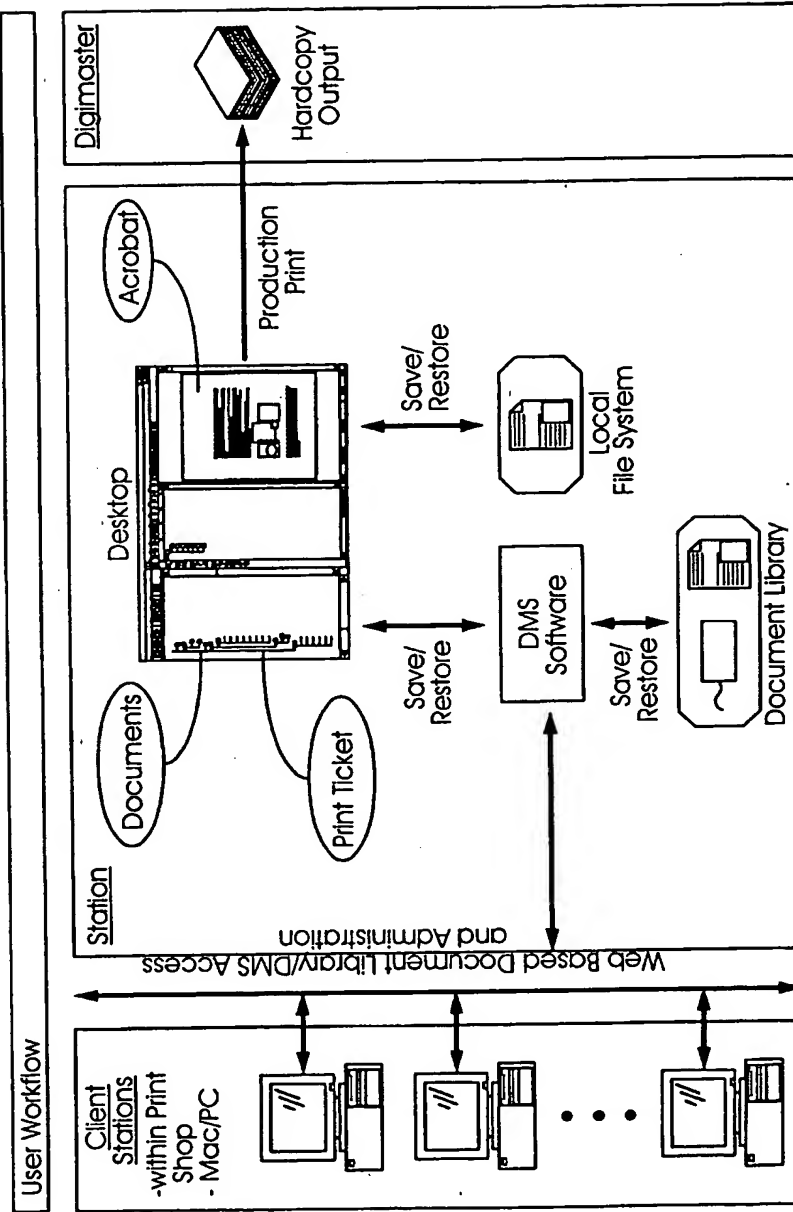 User Workflow
Client
Stations
-within Print
Shop
- Mac/PC
Web Based Document Library/DMS Access
and Administration
Station
Documents
Print Ticket
Desktop
Acrobat
Save/
Restore
DMS
Software
Save/
Restore
Document Library
Save/
Restore
Local
File System
Production
Print
Digimaster
Hardcopy
Output